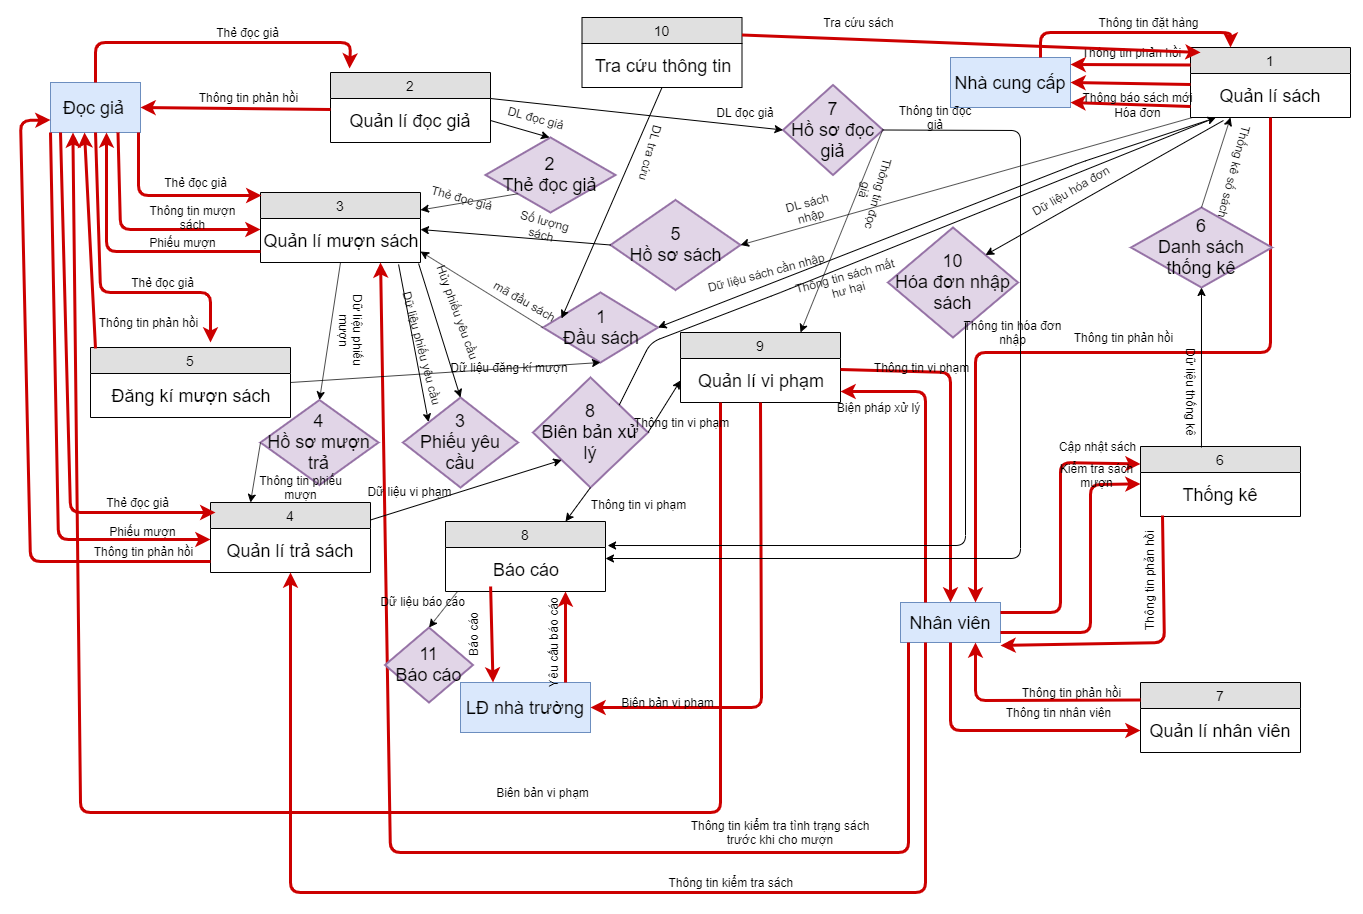 Thẻ đọc giả
Tra cứu sách
Thông tin đặt hàng
10
Tra cứu thông tin
Thông tin phản hồi
1
Quản lí sách
Nhà cung cấp
Thông báo sách mới
Hóa đơn
Đọc giả
Thông tin phản hồi
2
Quản lí đọc giả
DL đọc giả
DL đọc giả
7
Hồ sơ đọc
giả
Thông tin đọc
giả
2
Thẻ đọc giả
DL tra cứu
Thông tin đọc
giả
Thống kê số sách
Thẻ đọc giả
Thẻ đọc giả
3
Quản lí mượn sách
Thông tin mượn
sách
Phiếu mượn
Số lượng
sách
5
Hồ sơ sách
DL sách
nhập
Dữ liệu hóa đơn
6
Danh sách
thống kê
Dữ liệu sách cần nhập
Thông tin sách mất
hư hại
10
Hóa đơn nhập
sách
Thẻ đọc giả
Thông tin phản hồi
mã đầu sách
1
Đầu sách
Dữ liệu phiếu
mượn
Dữ liệu phiếu yêu cầu
Hủy phiếu yêu cầu
Thông tin hóa đơn
nhập
Thông tin phản hồi
5
Đăng kí mượn sách
Dữ liệu đăng kí mượn
9
Quản lí vi phạm
Thông tin vi phạm
Biện pháp xử lý
Dữ liệu thống kê
4
Hồ sơ mượn
trả
3
Phiếu yêu
cầu
8
Biên bản xử
lý
Thông tin vi phạm
Cập nhật sách
Kiểm tra sách
mượn
6
Thống kê
Thông tin phiếu
mượn
Dữ liệu vi phạm
Thông tin vi phạm
Thẻ đọc giả
Phiếu mượn
Thông tin phản hồi
4
Quản lí trả sách
8
Báo cáo
Thông tin phản hồi
Dữ liệu báo cáo
Báo cáo
Yêu cầu báo cáo
Nhân viên
11
Báo cáo
LĐ nhà trường
Biên bản vi phạm
Thông tin phản hồi
Thông tin nhân viên
7
Quản lí nhân viên
Biên bản vi phạm
Thông tin kiểm tra tình trạng sách
trước khi cho mượn
Thông tin kiểm tra sách